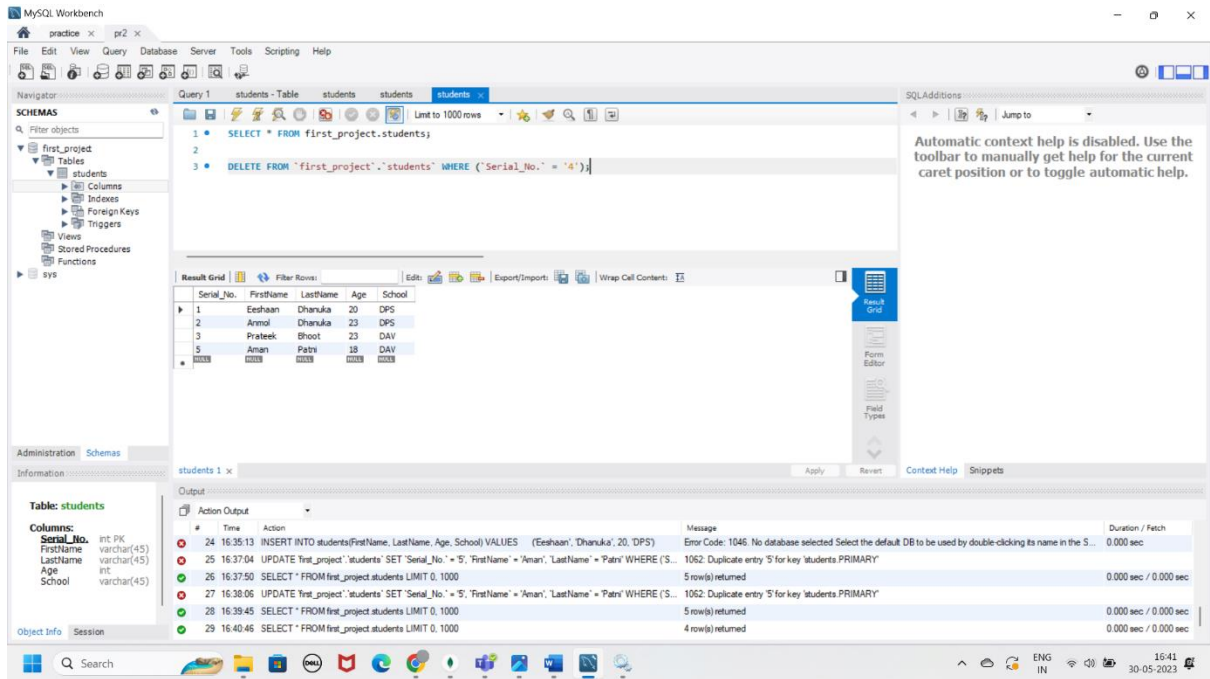 MySQL Workbench
practice × pr2 ×
File Edit View Query Database Server Tools Scripting Help
Navigator
SCHEMAS
Filter objects
first_project
Tables
students
Columns
Indexes
Foreign Keys
Triggers
Views
Stored Procedures
Functions
sys
Administration Schemas
Information
Table: students
Columns:
Serial_No. int PK
FirstName varchar(45)
LastName varchar(45)
Age int
School varchar(45)
Object Info Session
Query 1 students - Table students students students ×
Limit to 1000 rows
1 SELECT * FROM first_project.students;
2
3 DELETE FROM `first_project`.`students` WHERE (`Serial_No.` = '4');
Result Grid Filter Rows: Edit: Export/Import: Wrap Cell Content:
Serial_No. FirstName LastName Age School
1 Eeshaan Dhanuka 20 DPS
2 Anmol Dhanuka 23 DPS
3 Prateek Bhoot 23 DAV
5 Aman Patni 18 DAV
NULL NULL NULL NULL NULL
Result Grid
Form Editor
Field Types
students 1 × Apply Revert
SQLAdditions
Jump to
Automatic context help is disabled. Use the
toolbar to manually get help for the current
caret position or to toggle automatic help.
Context Help Snippets
Output
Action Output
# Time Action Message Duration / Fetch
24 16:35:13 INSERT INTO students(FirstName, LastName, Age, School) VALUES ('Eeshaan', 'Dhanuka', 20, 'DPS') Error Code: 1046. No database selected Select the default DB to be used by double-clicking its name in the S... 0.000 sec
25 16:37:04 UPDATE `first_project`.`students` SET `Serial_No.` = '5', `FirstName` = 'Aman', `LastName` = 'Patni' WHERE (`S... 1062: Duplicate entry '5' for key 'students.PRIMARY'
26 16:37:50 SELECT * FROM first_project.students LIMIT 0, 1000 5 row(s) returned 0.000 sec / 0.000 sec
27 16:38:06 UPDATE `first_project`.`students` SET `Serial_No.` = '5', `FirstName` = 'Aman', `LastName` = 'Patni' WHERE (`S... 1062: Duplicate entry '5' for key 'students.PRIMARY'
28 16:39:45 SELECT * FROM first_project.students LIMIT 0, 1000 5 row(s) returned 0.000 sec / 0.000 sec
29 16:40:46 SELECT * FROM first_project.students LIMIT 0, 1000 4 row(s) returned 0.000 sec / 0.000 sec
Search
ENG
IN
16:41
30-05-2023